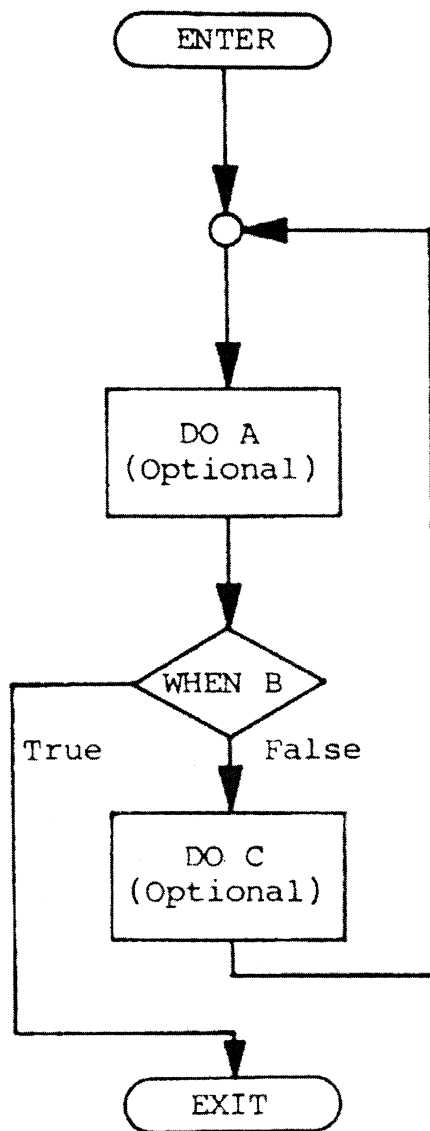 ENTER
DO A
(Optional)
WHEN B
True
False
DO C
(Optional)
EXIT